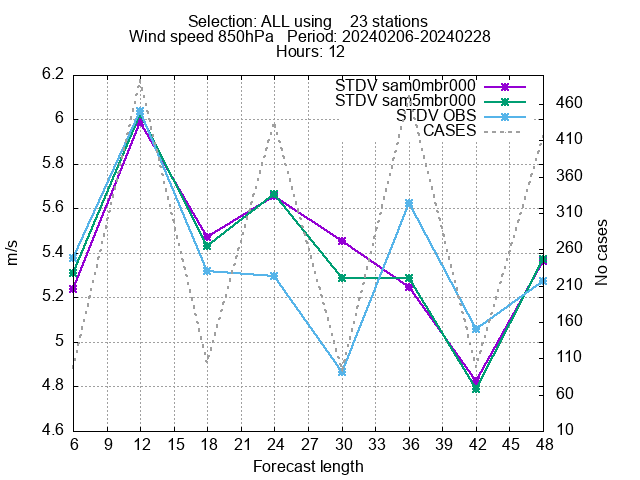 Selection: ALL using 23 stations
Wind speed 850hPa Period: 20240206-20240228
Hours: 12
STDV sam0mbr000
STDV sam5mbr000
STDV OBS
CASES
6.2
6
5.8
5.6
5.4
5.2
5
4.8
4.6
m/s
460
410
360
310
260
210
160
110
60
10
No cases
6 9 12 15 18 21 24 27 30 33 36 39 42 45 48
Forecast length